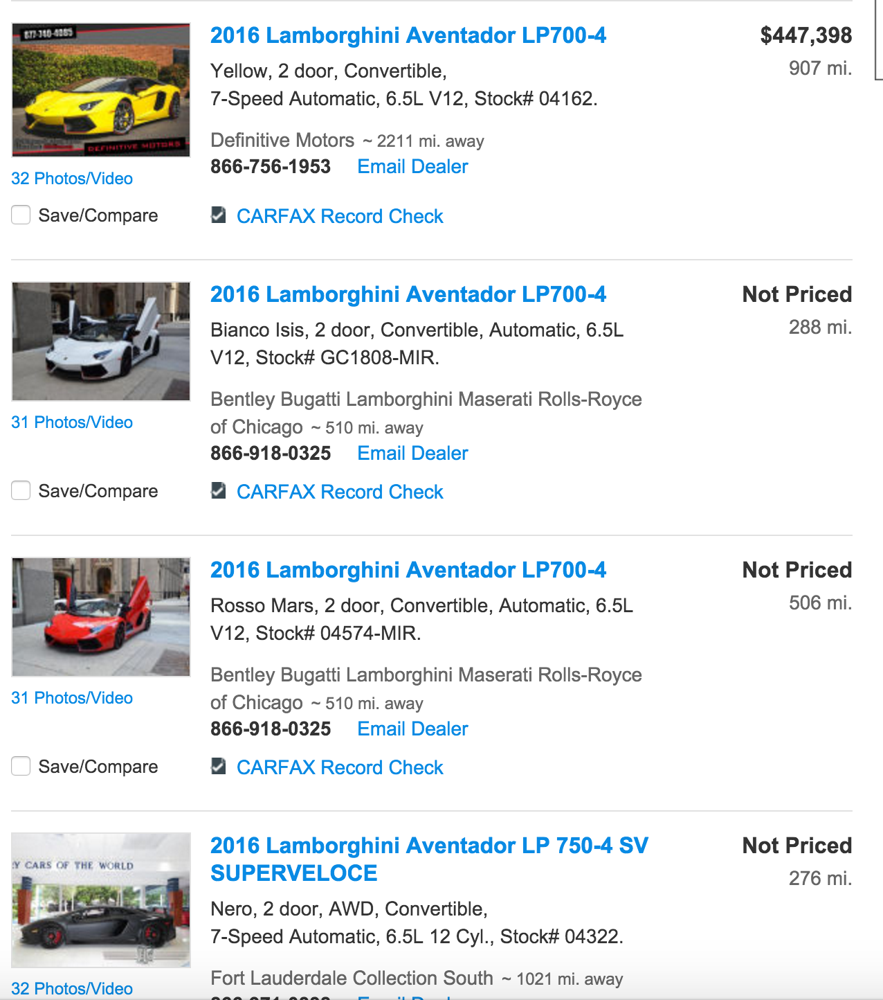 877-740-4885
2016 Lamborghini Aventador LP700-4
$447,398
Yellow, 2 door, Convertible,
907 mi.
7-Speed Automatic, 6.5L V12, Stock# 04162.
DEFINITIVE MOTORS
Definitive Motors ~ 2211 mi. away
866-756-1953 Email Dealer
32 Photos/Video
Save/Compare
CARFAX Record Check
2016 Lamborghini Aventador LP700-4
Not Priced
Bianco Isis, 2 door, Convertible, Automatic, 6.5L
288 mi.
V12, Stock# GC1808-MIR.
Bentley Bugatti Lamborghini Maserati Rolls-Royce
of Chicago ~ 510 mi. away
31 Photos/Video
866-918-0325 Email Dealer
Save/Compare
CARFAX Record Check
2016 Lamborghini Aventador LP700-4
Not Priced
Rosso Mars, 2 door, Convertible, Automatic, 6.5L
506 mi.
V12, Stock# 04574-MIR.
Bentley Bugatti Lamborghini Maserati Rolls-Royce
of Chicago ~ 510 mi. away
31 Photos/Video
866-918-0325 Email Dealer
Save/Compare
CARFAX Record Check
2016 Lamborghini Aventador LP 750-4 SV
SUPERVELOCE
Not Priced
276 mi.
RY CARS OF THE WORLD
Nero, 2 door, AWD, Convertible,
7-Speed Automatic, 6.5L 12 Cyl., Stock# 04322.
Fort Lauderdale Collection South ~ 1021 mi. away
32 Photos/Video
Email Dealer